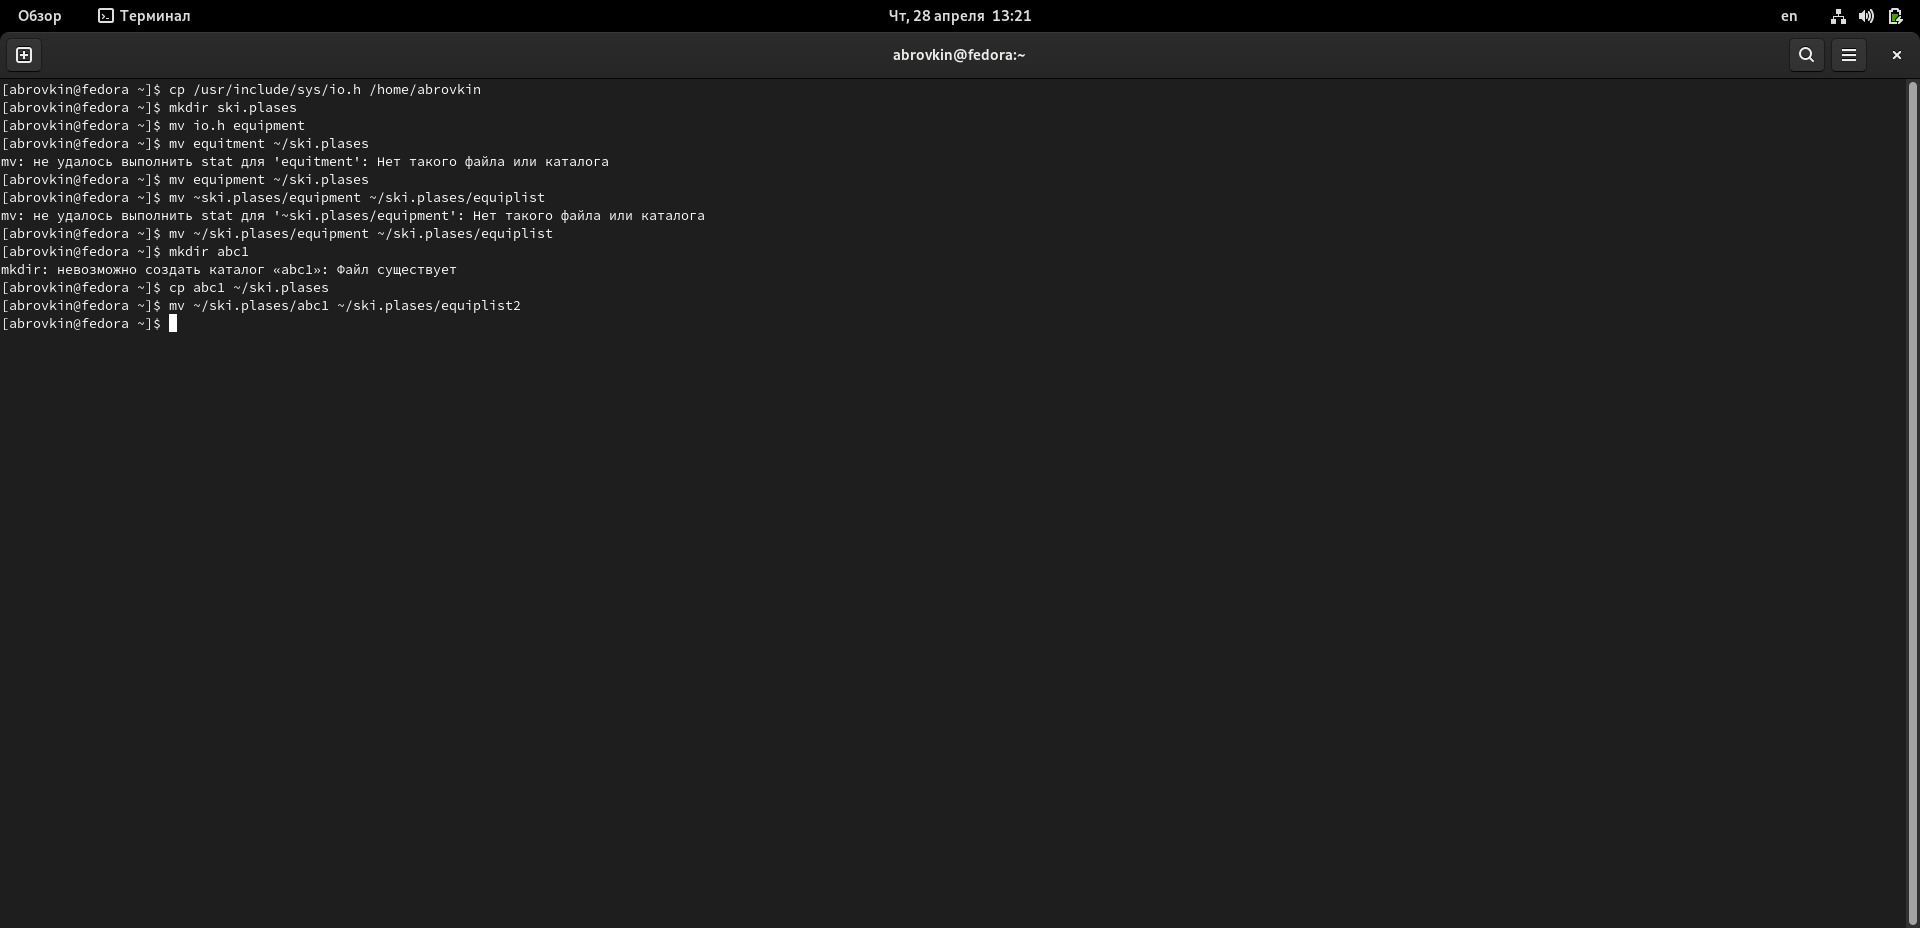 Обзор Терминал Чт, 28 апреля 13:21 en
abrovkin@fedora:~
[abrovkin@fedora ~]$ cp /usr/include/sys/io.h /home/abrovkin
[abrovkin@fedora ~]$ mkdir ski.plases
[abrovkin@fedora ~]$ mv io.h equipment
[abrovkin@fedora ~]$ mv equitment ~/ski.plases
mv: не удалось выполнить stat для 'equitment': Нет такого файла или каталога
[abrovkin@fedora ~]$ mv equipment ~/ski.plases
[abrovkin@fedora ~]$ mv ~ski.plases/equipment ~/ski.plases/equiplist
mv: не удалось выполнить stat для '~ski.plases/equipment': Нет такого файла или каталога
[abrovkin@fedora ~]$ mv ~/ski.plases/equipment ~/ski.plases/equiplist
[abrovkin@fedora ~]$ mkdir abc1
mkdir: невозможно создать каталог «abc1»: Файл существует
[abrovkin@fedora ~]$ cp abc1 ~/ski.plases
[abrovkin@fedora ~]$ mv ~/ski.plases/abc1 ~/ski.plases/equiplist2
[abrovkin@fedora ~]$